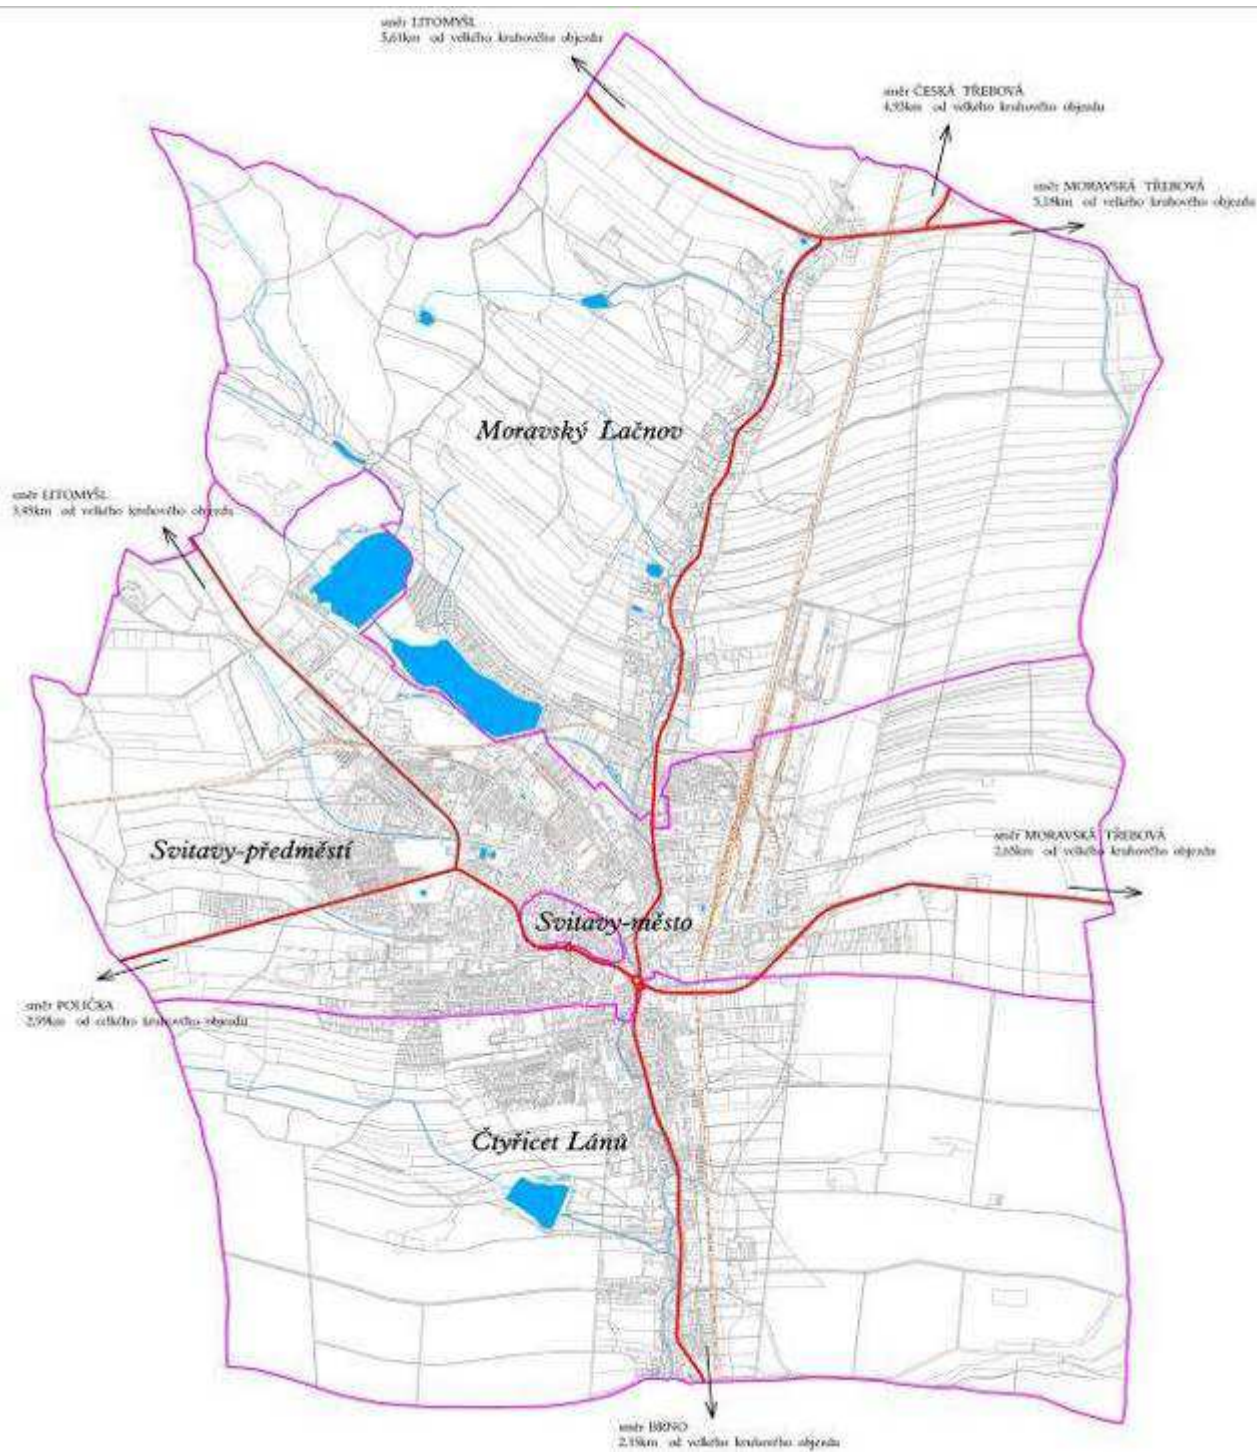 směr LITOMYŠL
5,61km od velkého kruhového objezdu
směr ČESKÁ TŘEBOVÁ
4,93km od velkého kruhového objezdu
směr MORAVSKÁ TŘEBOVÁ
5,18km od velkého kruhového objezdu
Moravský Lačnov
směr LITOMYŠL
3,93km od velkého kruhového objezdu
směr MORAVSKÁ TŘEBOVÁ
2,65km od velkého kruhového objezdu
Svitavy-předměstí
Svitavy-město
směr POLIČKA
2,99km od velkého kruhového objezdu
Čtyřicet Lánů
směr BRNO
2,18km od velkého kruhového objezdu